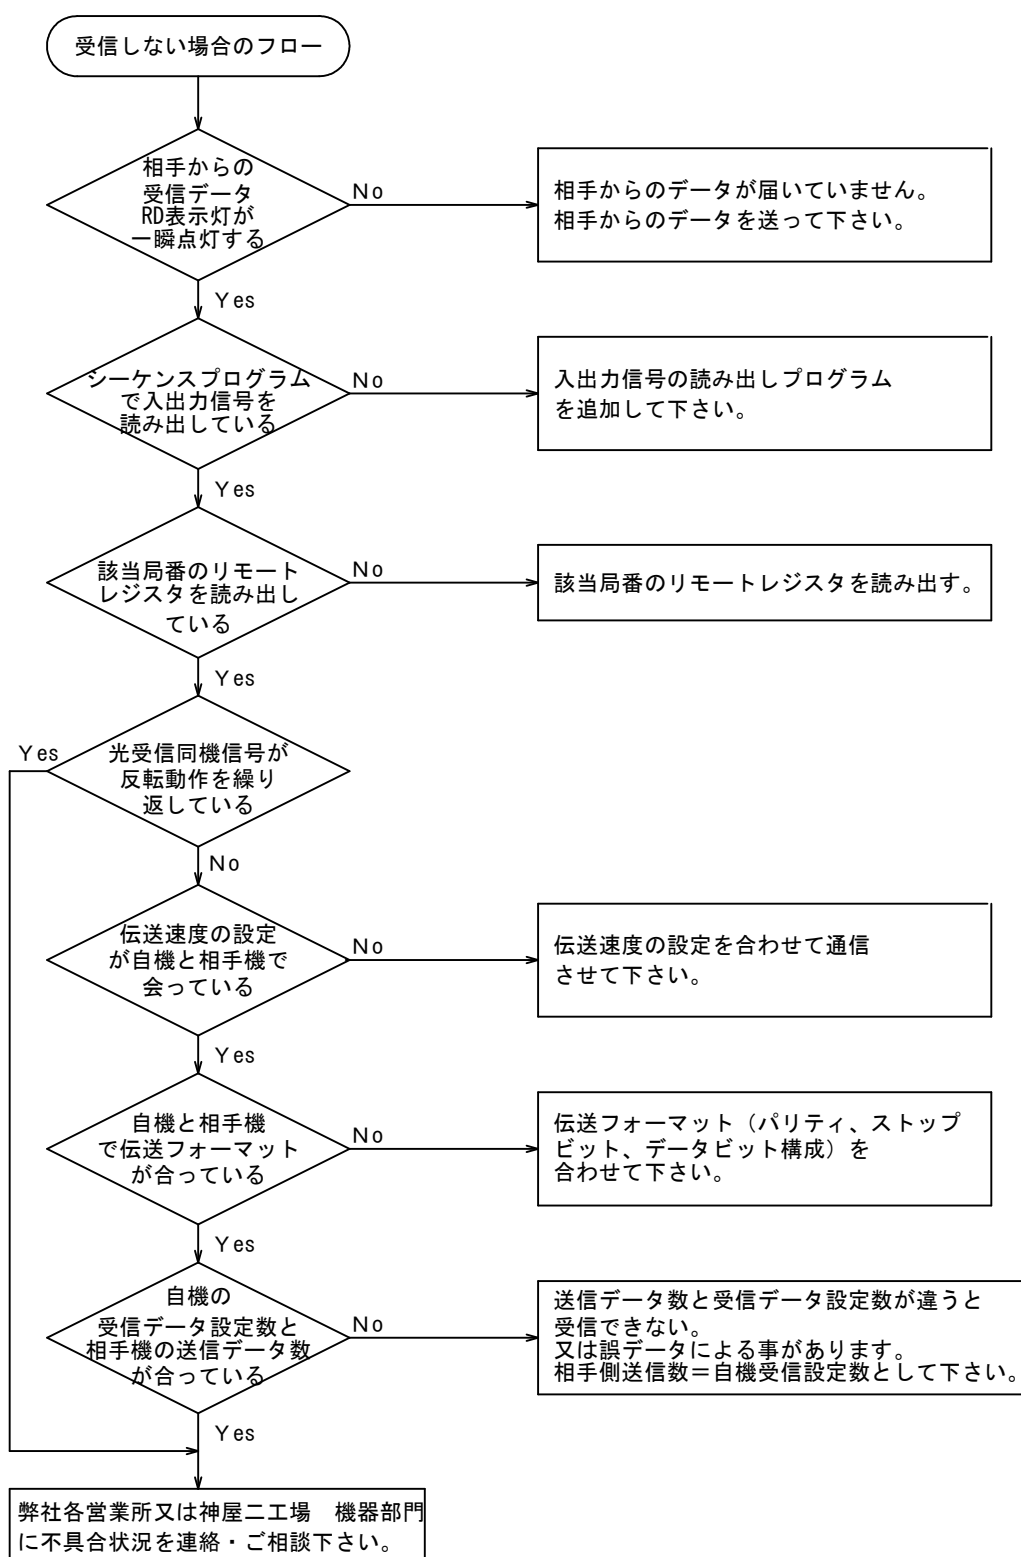 受信しない場合のフロー
相手からの
受信データ
RD表示灯が
一瞬点灯する
No
相手からのデータが届いていません。
相手からのデータを送って下さい。
Yes
シーケンスプログラム
で入出力信号を
読み出している
No
入出力信号の読み出しプログラム
を追加して下さい。
Yes
該当局番のリモート
レジスタを読み出し
ている
No
該当局番のリモートレジスタを読み出す。
Yes
光受信同機信号が
反転動作を繰り
返している
Yes
No
伝送速度の設定
が自機と相手機で
会っている
No
伝送速度の設定を合わせて通信
させて下さい。
Yes
自機と相手機
で伝送フォーマット
が合っている
No
伝送フォーマット（パリティ、ストップ
ビット、データビット構成）を
合わせて下さい。
Yes
自機の
受信データ設定数と
相手機の送信データ数
が合っている
No
送信データ数と受信データ設定数が違うと
受信できない。
又は誤データによる事があります。
相手側送信数＝自機受信設定数として下さい。
Yes
弊社各営業所又は神屋二工場　機器部門
に不具合状況を連絡・ご相談下さい。